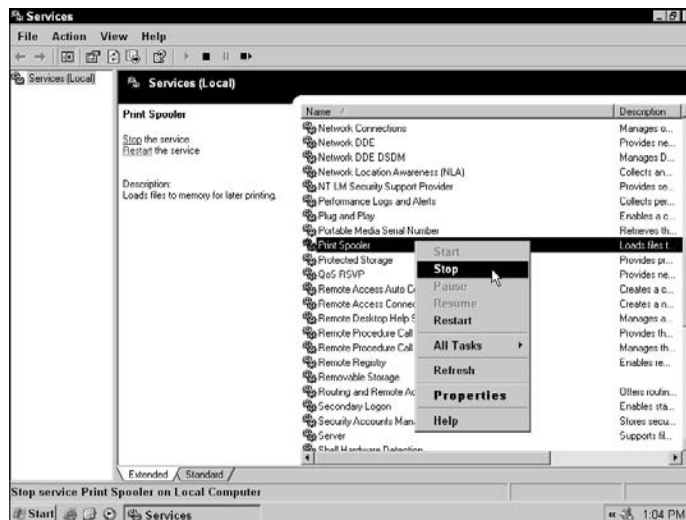 Services
File Action View Help
Services (Local)
Services (Local)
Print Spooler
Stop the service
Restart the service
Description:
Loads files to memory for later printing.
Name Description
Network Connections Manages o...
Network DDE Provides ne...
Network DDE DSDM Manages D...
Network Location Awareness (NLA) Collects an...
NT LM Security Support Provider Provides se...
Performance Logs and Alerts Collects per...
Plug and Play Enables a c...
Portable Media Serial Number Retrieves th...
Print Spooler Loads files t...
Protected Storage Provides pr...
QoS RSVP Provides ne...
Remote Access Auto C Creates a c...
Remote Access Connec Creates a n...
Remote Desktop Help S Manages a...
Remote Procedure Call Provides th...
Remote Procedure Call Manages th...
Remote Registry Enables re...
Removable Storage
Routing and Remote Ac Offers routin...
Secondary Logon Enables sta...
Security Accounts Man Stores secu...
Server Supports fil...
Shell Hardware Detection
Start
Stop
Pause
Resume
Restart
All Tasks
Refresh
Properties
Help
Extended Standard
Stop service Print Spooler on Local Computer
Start Services 1:04 PM